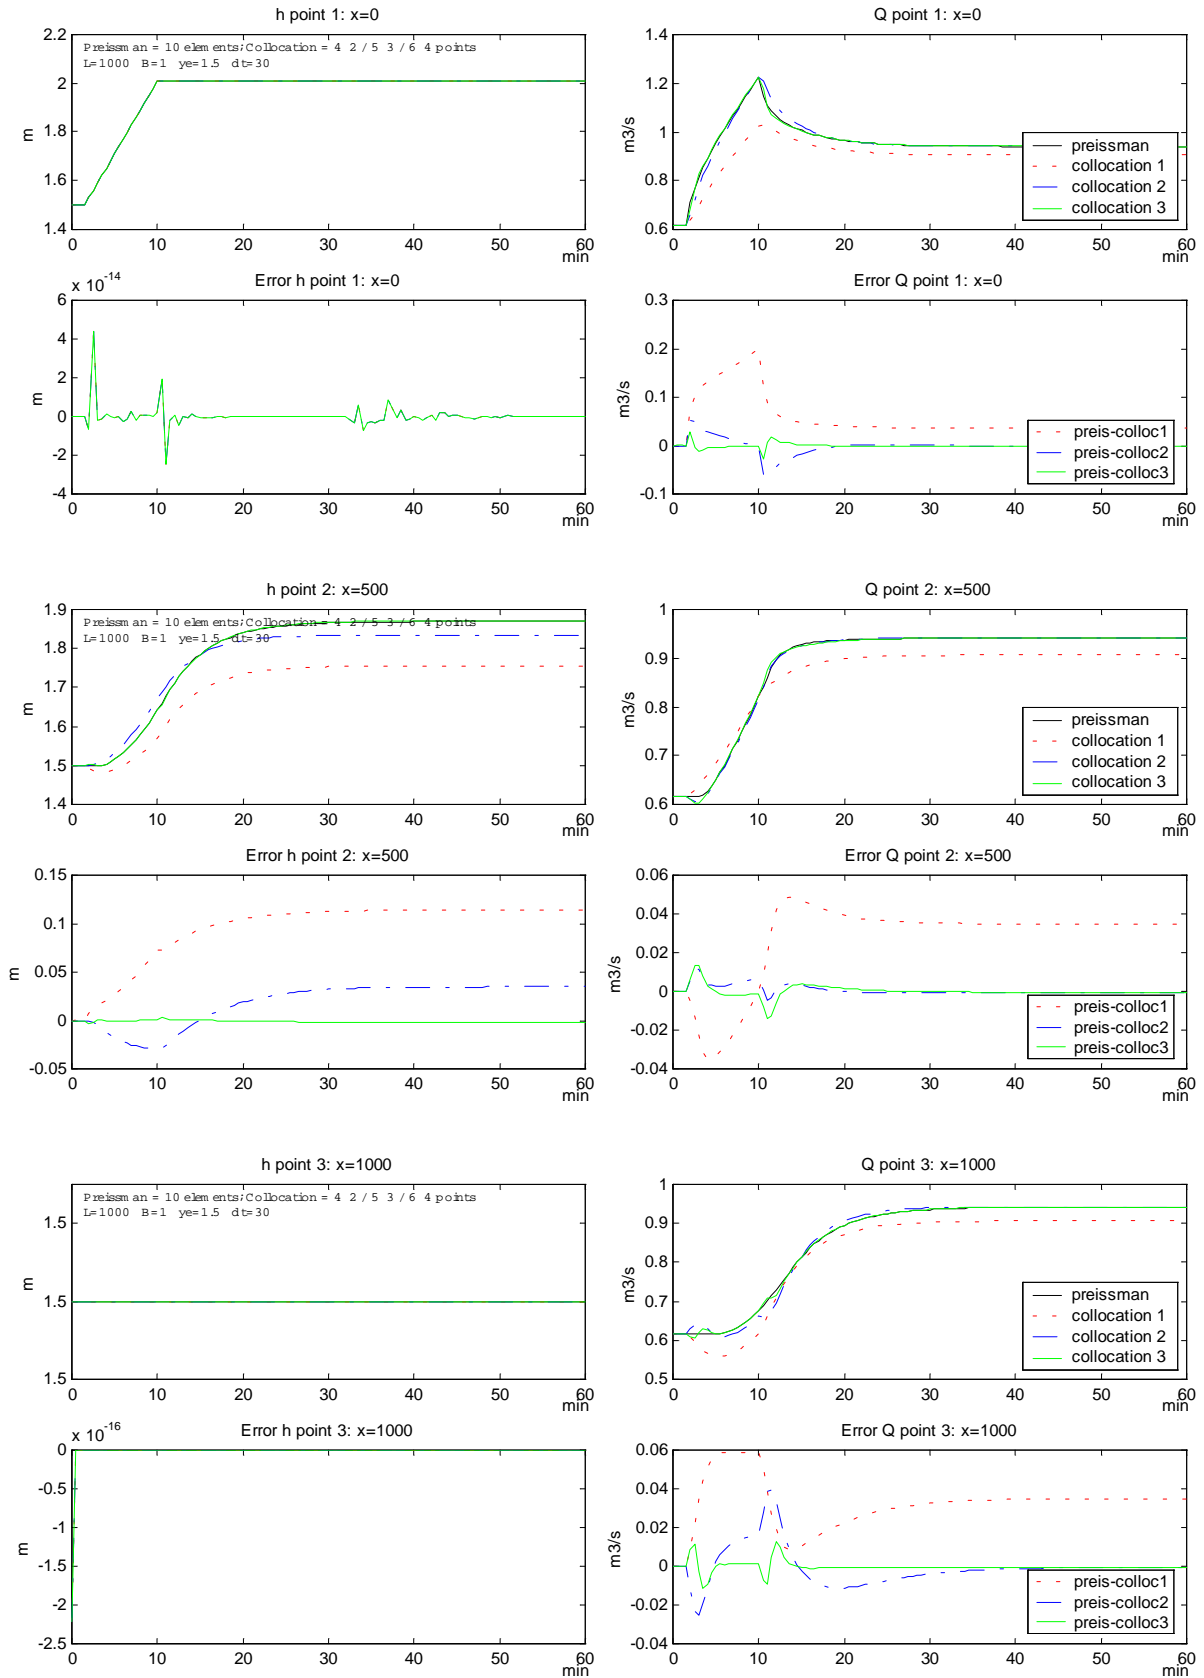 h point 1: x=0
2.2
2
1.8
1.6
1.4
m
Preissman = 10 elements;Collocation = 4 2 / 5 3 / 6 4 points
L=1000 B=1 ye=1.5 dt=30
0 10 20 30 40 50 60
min
Q point 1: x=0
1.4
1.2
1
0.8
0.6
m3/s
preissman
collocation 1
collocation 2
collocation 3
0 10 20 30 40 50 60
min
Error h point 1: x=0
x 10-14
6
4
2
0
-2
-4
m
0 10 20 30 40 50 60
min
Error Q point 1: x=0
0.3
0.2
0.1
0
-0.1
m3/s
preis-colloc1
preis-colloc2
preis-colloc3
0 10 20 30 40 50 60
min
h point 2: x=500
1.9
1.8
1.7
1.6
1.5
1.4
m
Preissman = 10 elements;Collocation = 4 2 / 5 3 / 6 4 points
L=1000 B=1 ye=1.5 dt=30
0 10 20 30 40 50 60
min
Q point 2: x=500
1
0.9
0.8
0.7
0.6
m3/s
preissman
collocation 1
collocation 2
collocation 3
0 10 20 30 40 50 60
min
Error h point 2: x=500
0.15
0.1
0.05
0
-0.05
m
0 10 20 30 40 50 60
min
Error Q point 2: x=500
0.06
0.04
0.02
0
-0.02
-0.04
m3/s
preis-colloc1
preis-colloc2
preis-colloc3
0 10 20 30 40 50 60
min
h point 3: x=1000
1.5
1.5
1.5
m
Preissman = 10 elements;Collocation = 4 2 / 5 3 / 6 4 points
L=1000 B=1 ye=1.5 dt=30
0 10 20 30 40 50 60
min
Q point 3: x=1000
1
0.9
0.8
0.7
0.6
0.5
m3/s
preissman
collocation 1
collocation 2
collocation 3
0 10 20 30 40 50 60
min
Error h point 3: x=1000
x 10-16
0
-0.5
-1
-1.5
-2
-2.5
m
0 10 20 30 40 50 60
min
Error Q point 3: x=1000
0.06
0.04
0.02
0
-0.02
-0.04
m3/s
preis-colloc1
preis-colloc2
preis-colloc3
0 10 20 30 40 50 60
min